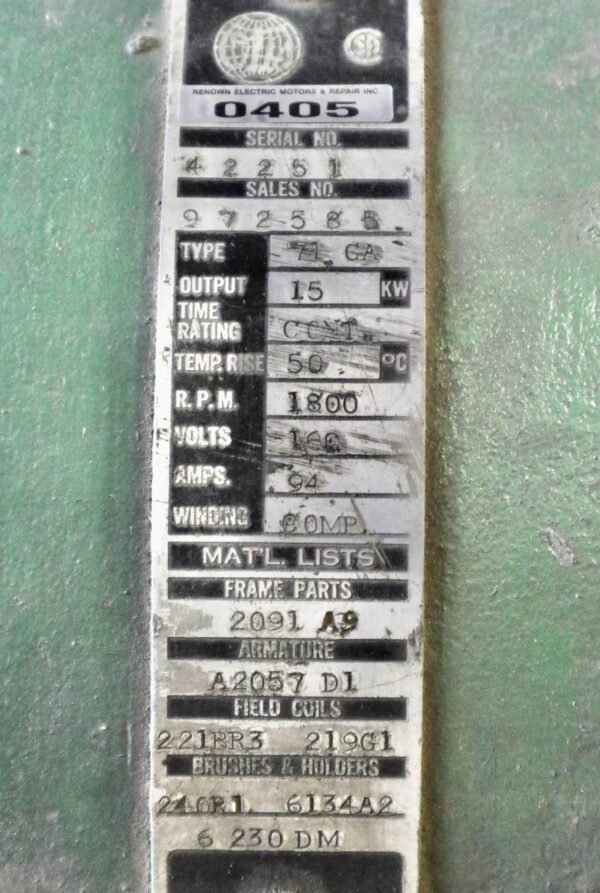 RENOWN ELECTRIC MOTORS & REPAIR INC
0405
SERIAL NO.
42251
SALES NO.
972585
TYPE 71 GA
OUTPUT 15 KW
TIME RATING CONT.
TEMP. RISE 50 °C
R.P.M. 1800
VOLTS 160
AMPS. 94
WINDING COMP.
MAT'L. LISTS
FRAME PARTS
2091 A9
ARMATURE
A2057 D1
FIELD COILS
221BR3 219G1
BRUSHES & HOLDERS
240R1 6134A2
6 230 DM